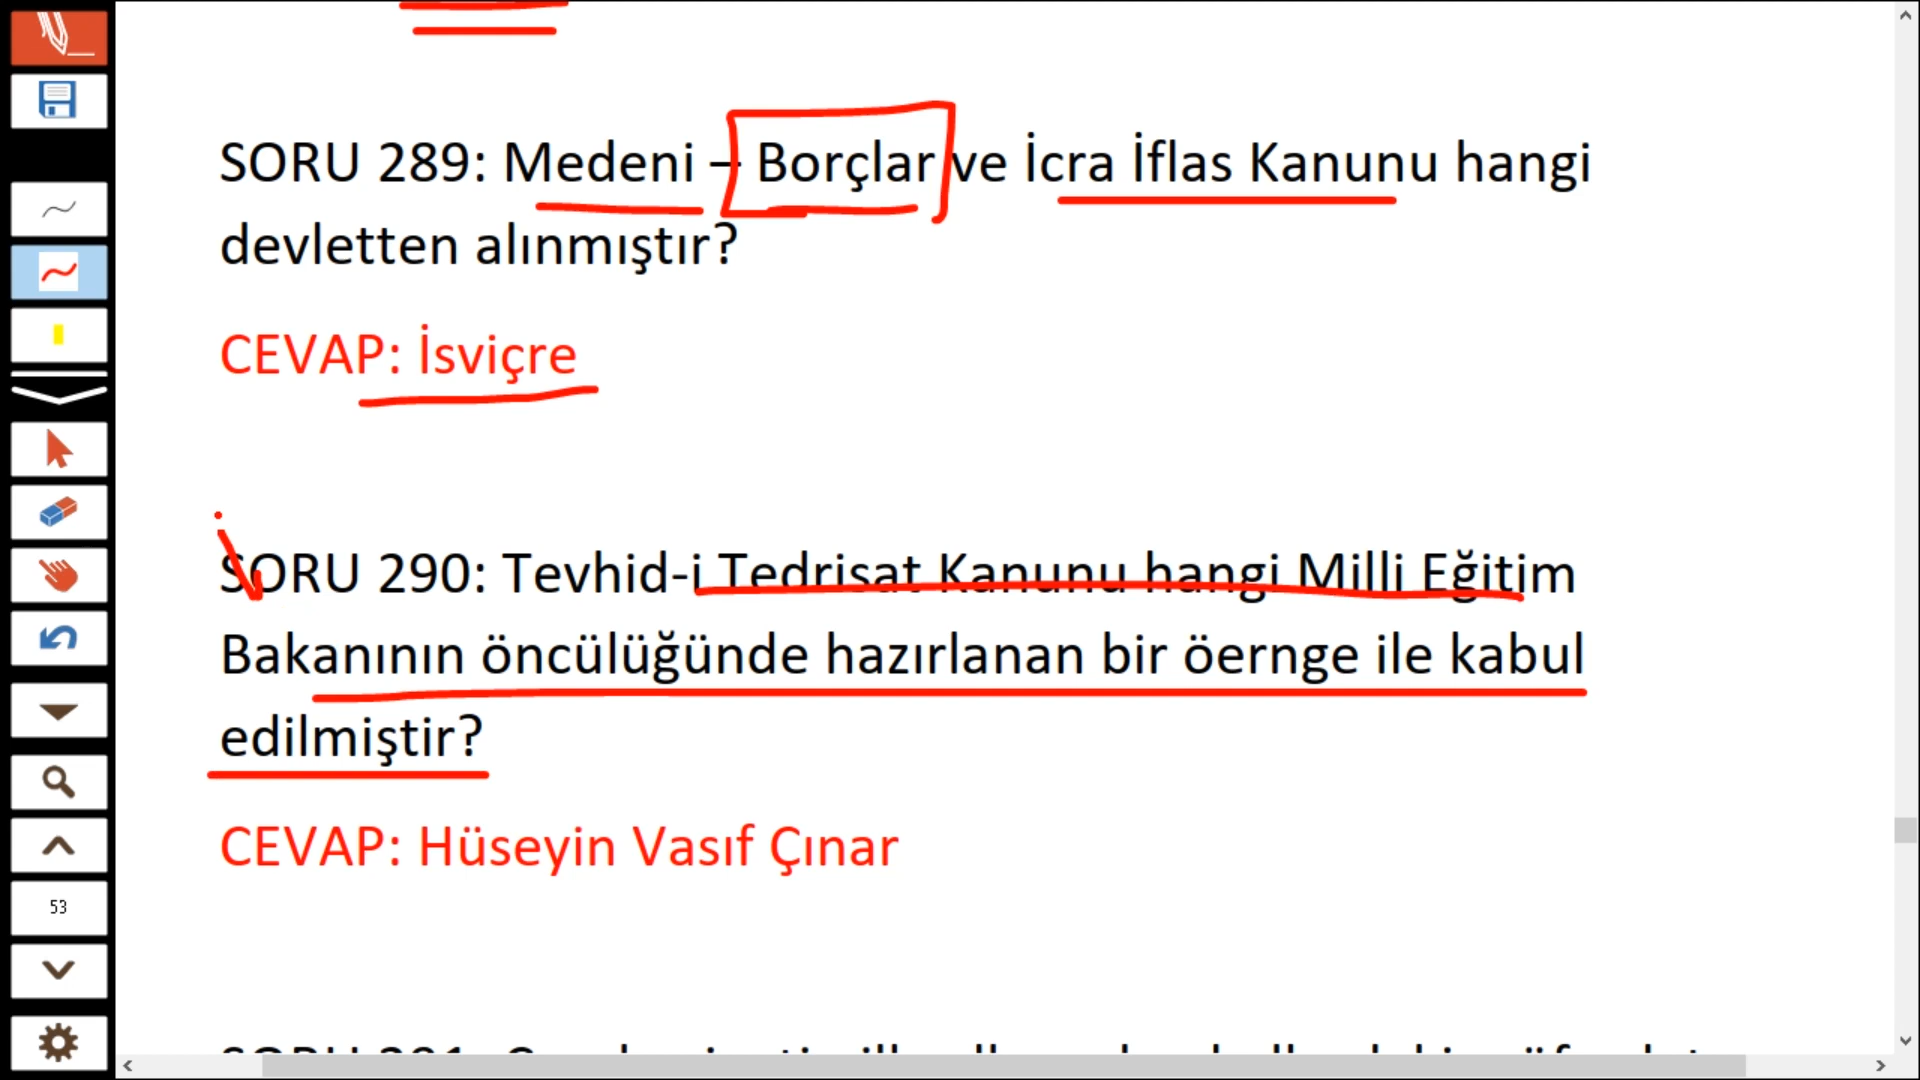 SORU 289: Medeni – Borçlar ve İcra İflas Kanunu hangi
devletten alınmıştır?
CEVAP: İsviçre
SORU 290: Tevhid-i Tedrisat Kanunu hangi Milli Eğitim
Bakanının öncülüğünde hazırlanan bir öernge ile kabul
edilmiştir?
CEVAP: Hüseyin Vasıf Çınar
53